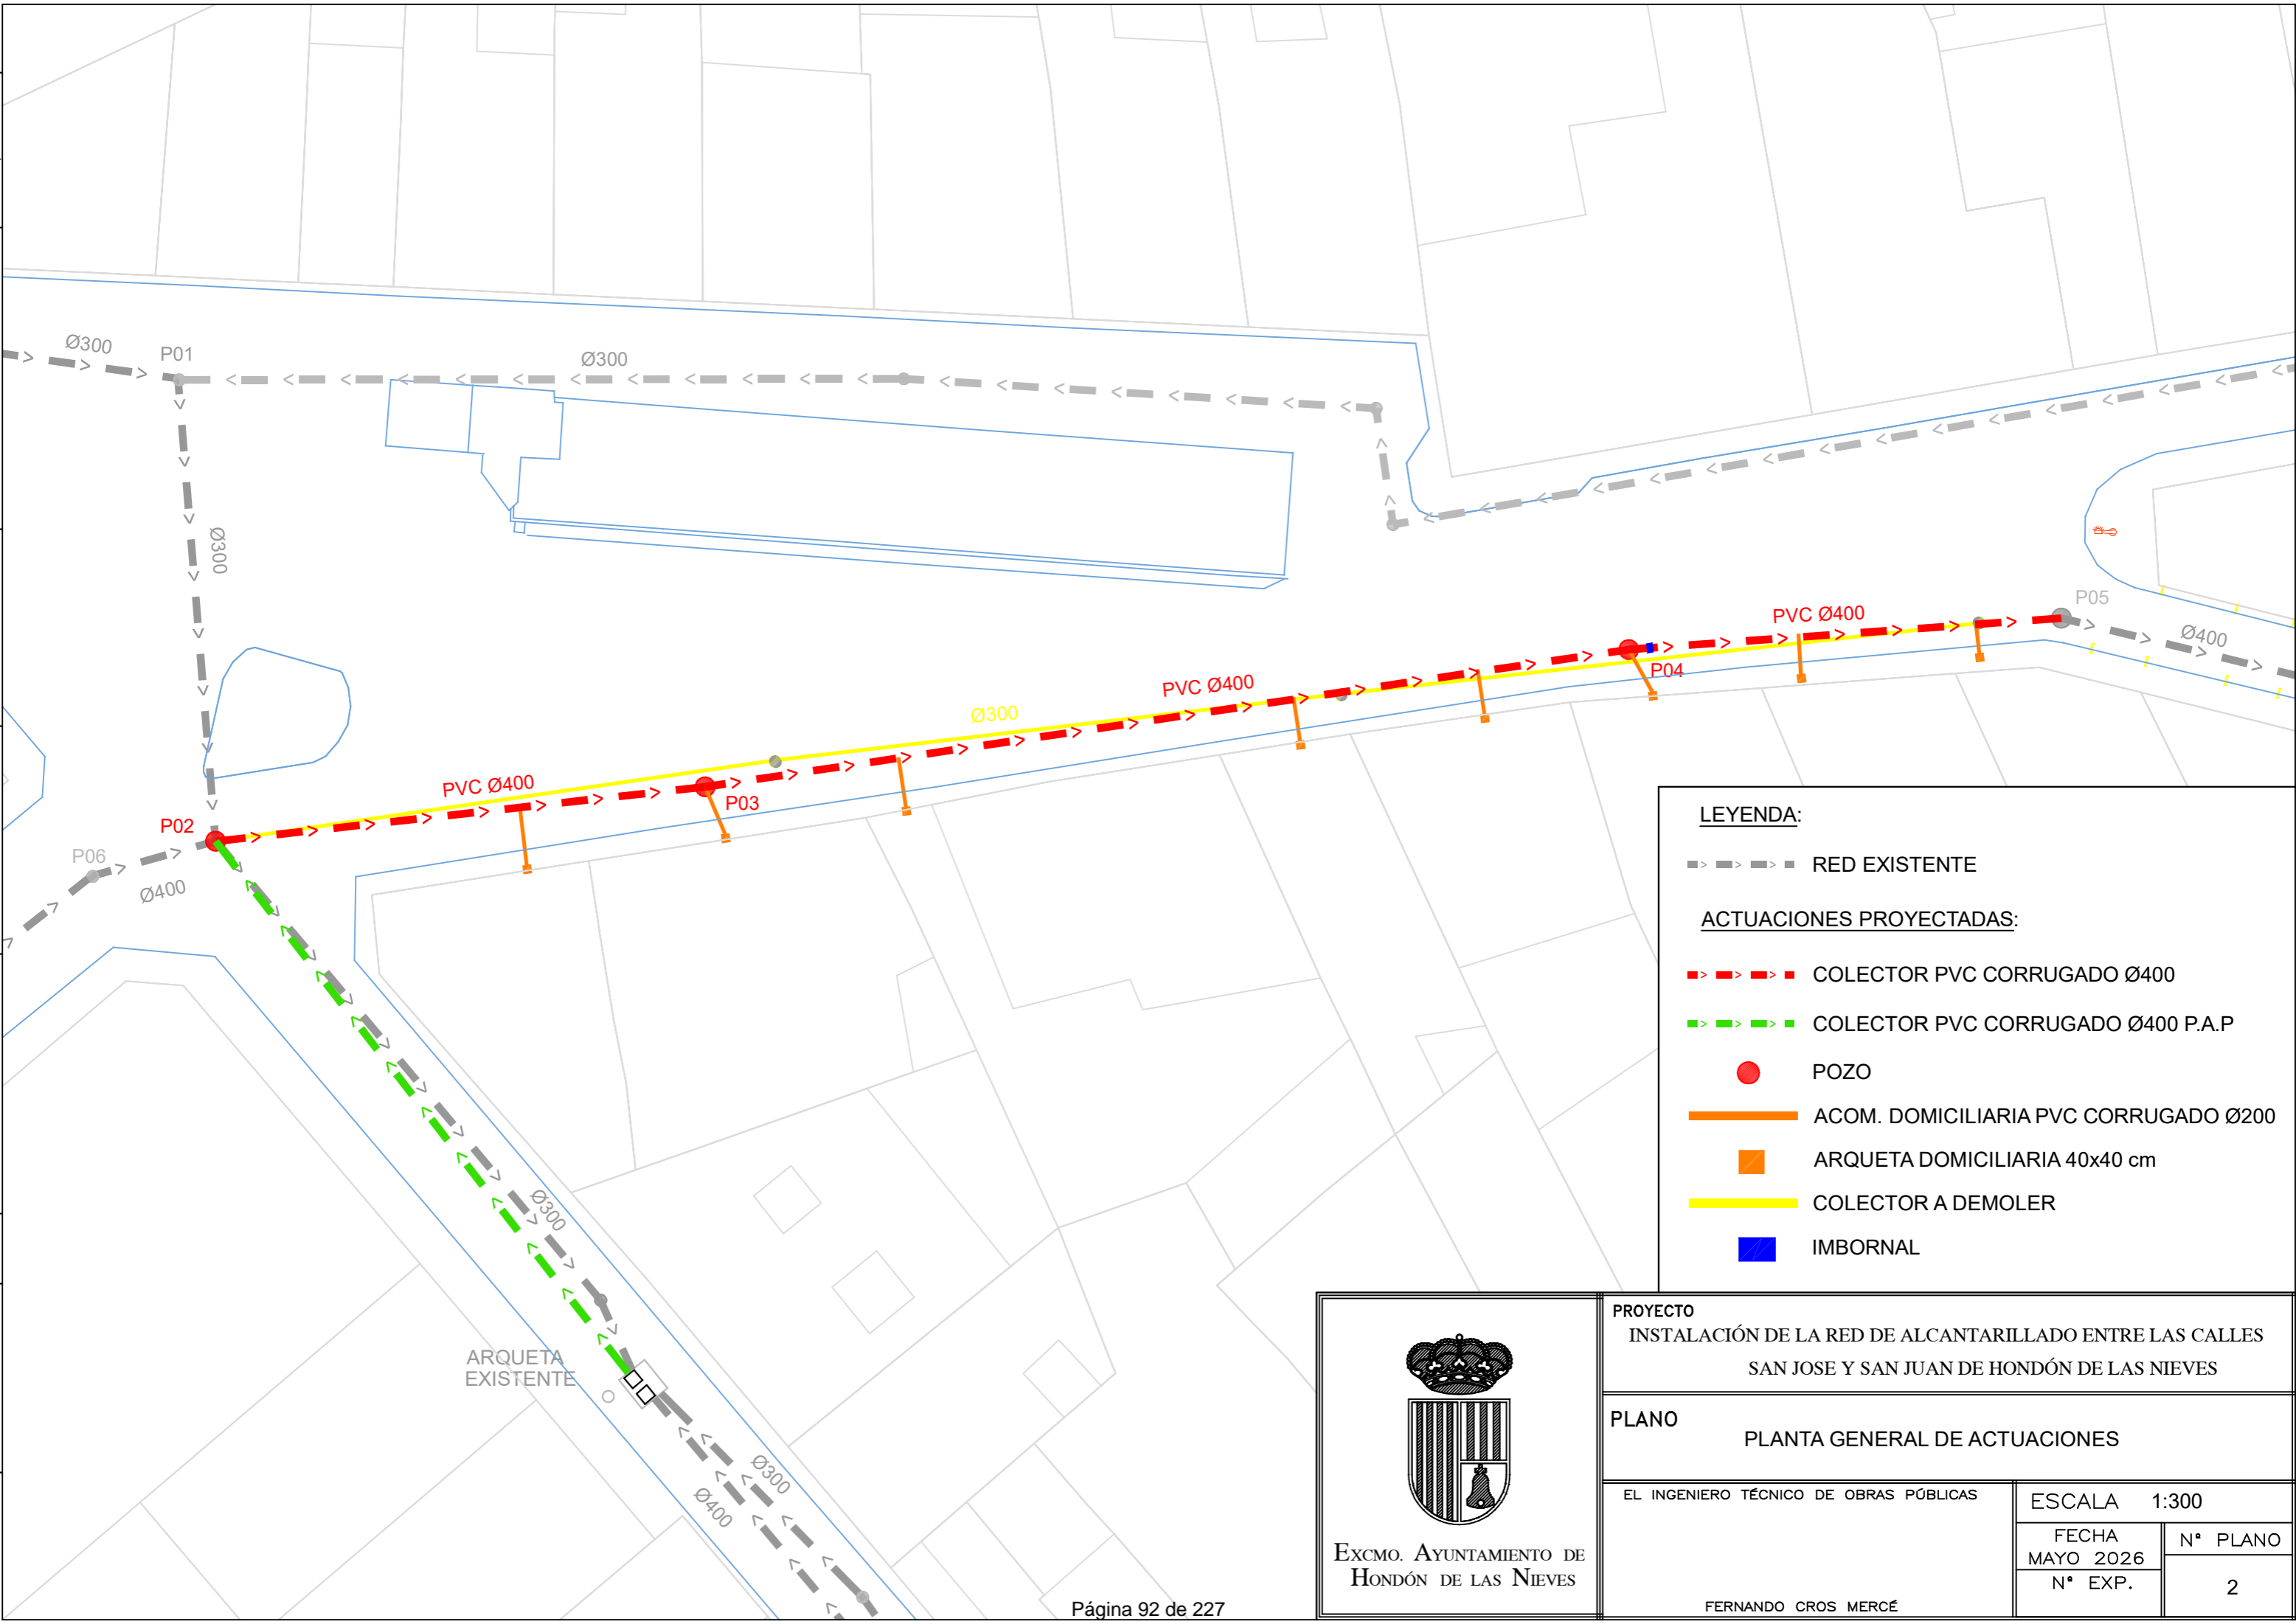 Ø300
P01
Ø300
Ø300
P05
PVC Ø400
Ø400
P04
PVC Ø400
Ø300
PVC Ø400
P03
P02
P06
Ø400
Ø300
ARQUETA
EXISTENTE
Ø300
Ø400
LEYENDA:
RED EXISTENTE
ACTUACIONES PROYECTADAS:
COLECTOR PVC CORRUGADO Ø400
COLECTOR PVC CORRUGADO Ø400 P.A.P
POZO
ACOM. DOMICILIARIA PVC CORRUGADO Ø200
ARQUETA DOMICILIARIA 40x40 cm
COLECTOR A DEMOLER
IMBORNAL
EXCMO. AYUNTAMIENTO DE
HONDÓN DE LAS NIEVES
PROYECTO
INSTALACIÓN DE LA RED DE ALCANTARILLADO ENTRE LAS CALLES
SAN JOSE Y SAN JUAN DE HONDÓN DE LAS NIEVES
PLANO
PLANTA GENERAL DE ACTUACIONES
EL INGENIERO TÉCNICO DE OBRAS PÚBLICAS
FERNANDO CROS MERCÉ
ESCALA 1:300
FECHA
MAYO 2026
Nª EXP.
Nª PLANO
2
Página 92 de 227